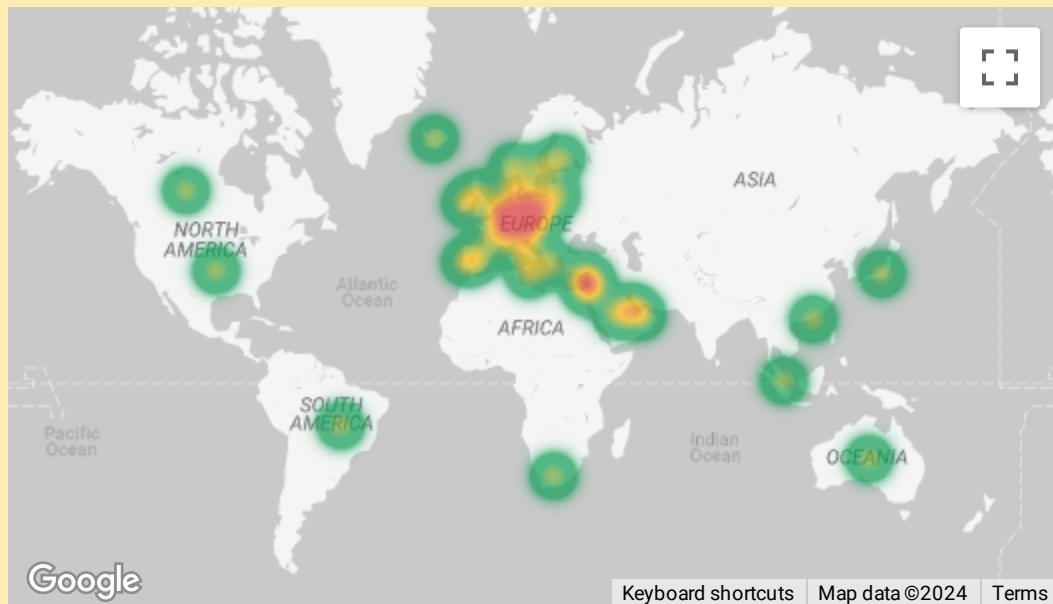 ASIA
EUROPE
NORTH
AMERICA
Atlantic
Ocean
AFRICA
SOUTH
AMERICA
Pacific
Ocean
Indian
Ocean
OCEANIA
Google
Keyboard shortcuts
Map data ©2024
Terms